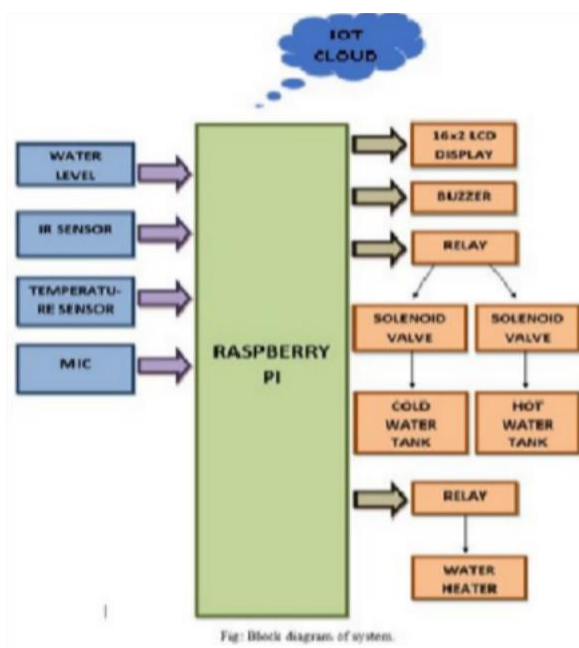 IOT
CLOUD
WATER
LEVEL
IR SENSOR
TEMPERATU-
RE SENSOR
MIC
RASPBERRY
PI
16x2 LCD
DISPLAY
BUZZER
RELAY
SOLENOID
VALVE
SOLENOID
VALVE
COLD
WATER
TANK
HOT
WATER
TANK
RELAY
WATER
HEATER
Fig: Block diagram of system.